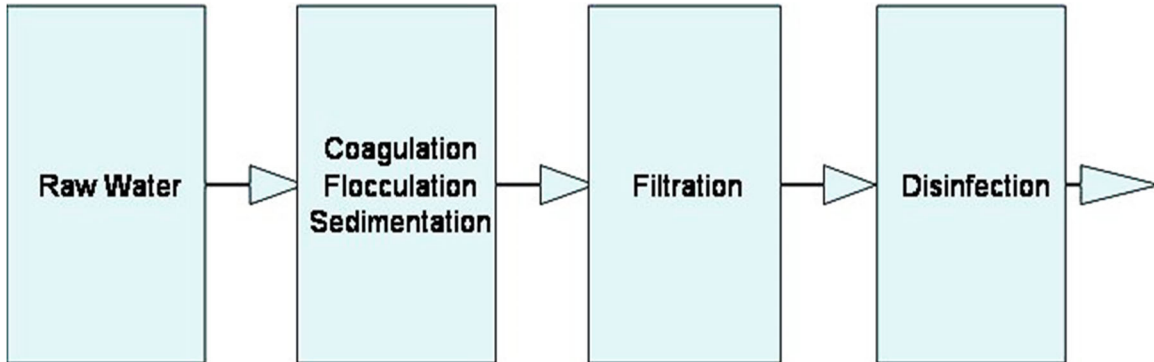 Raw Water
Coagulation
Flocculation
Sedimentation
Filtration
Disinfection